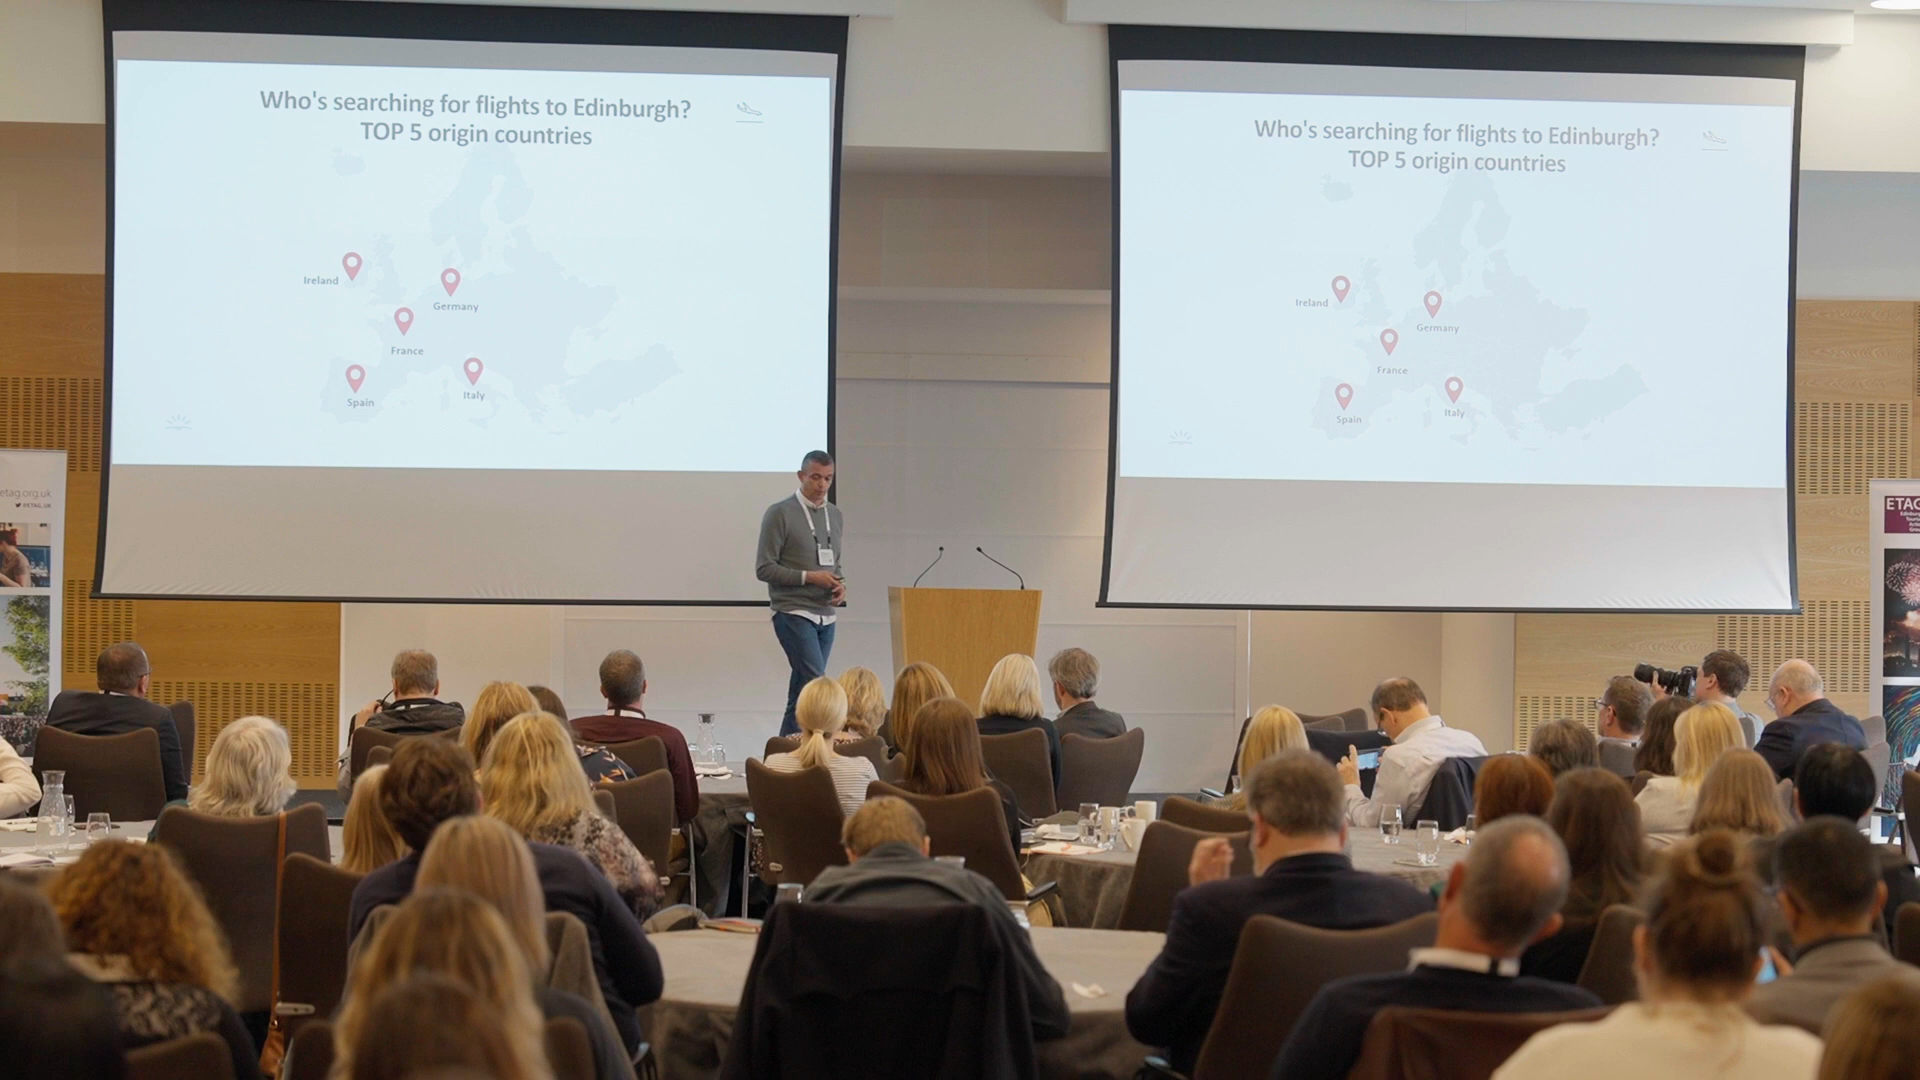 Who's searching for flights to Edinburgh?
TOP 5 origin countries
Ireland
Germany
France
Spain
Italy
Who's searching for flights to Edinburgh?
TOP 5 origin countries
Ireland
Germany
France
Spain
Italy
etag.org.uk
@ETAG_UK
ETAG